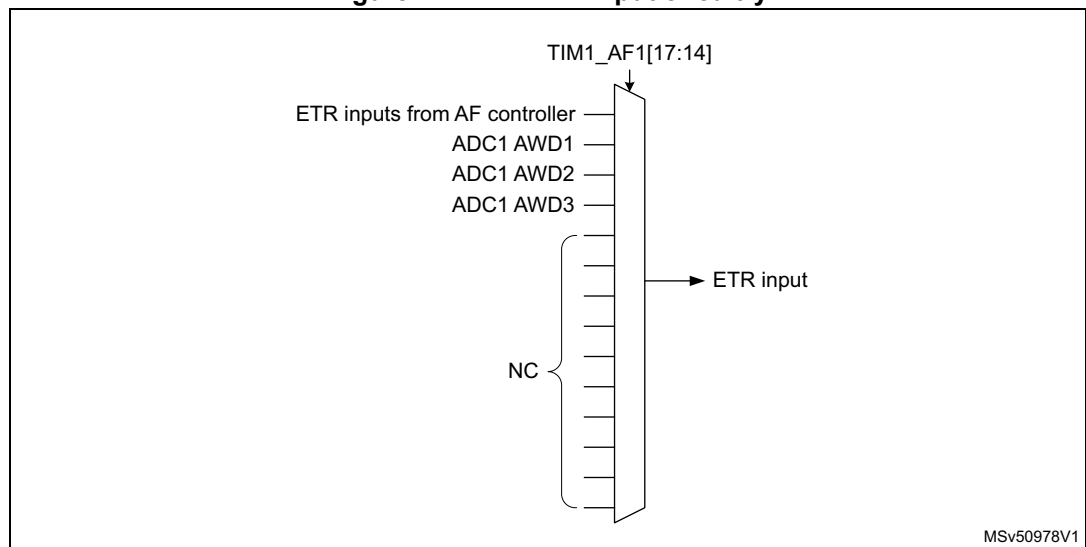 TIM1_AF1[17:14]
ETR inputs from AF controller
ADC1 AWD1
ADC1 AWD2
ADC1 AWD3
ETR input
NC
MSv50978V1